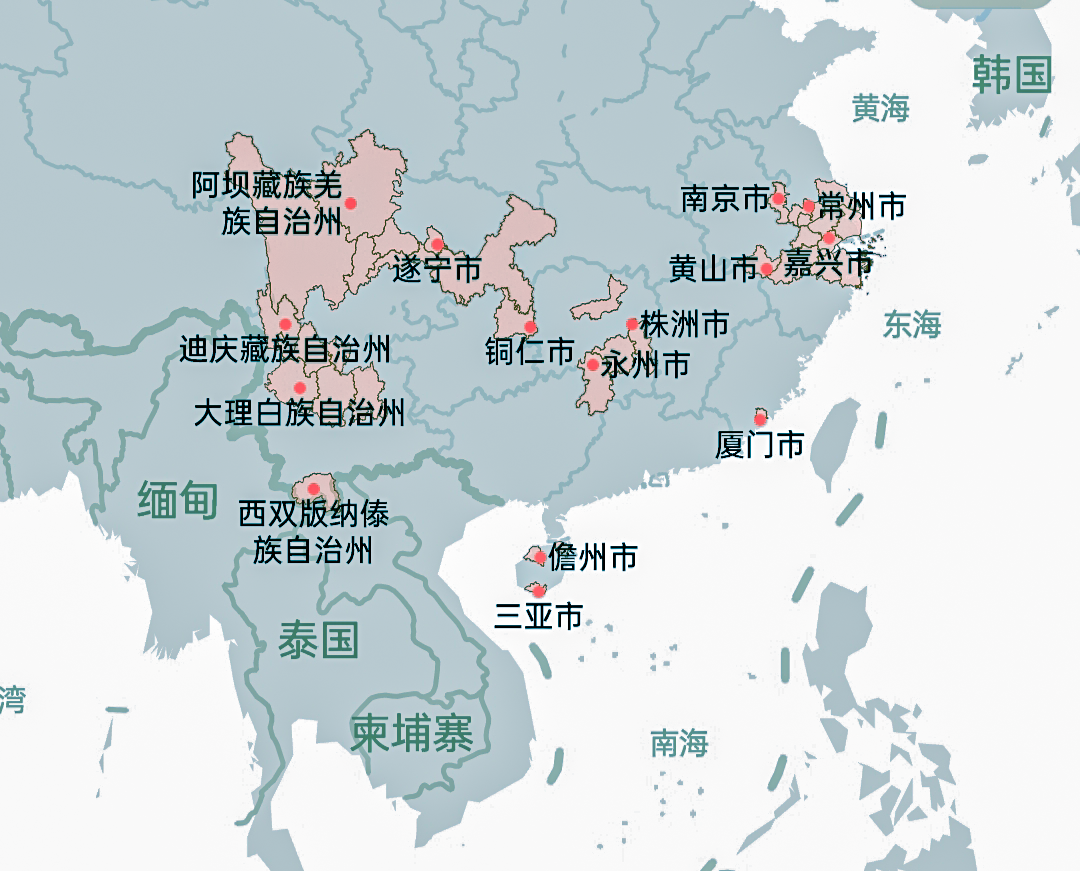 韩国
黄海
阿坝藏族羌
族自治州
南京市
常州市
遂宁市
黄山市
嘉兴市
东海
株洲市
迪庆藏族自治州
铜仁市
永州市
大理白族自治州
厦门市
缅甸
西双版纳傣
族自治州
儋州市
三亚市
泰国
湾
柬埔寨
南海